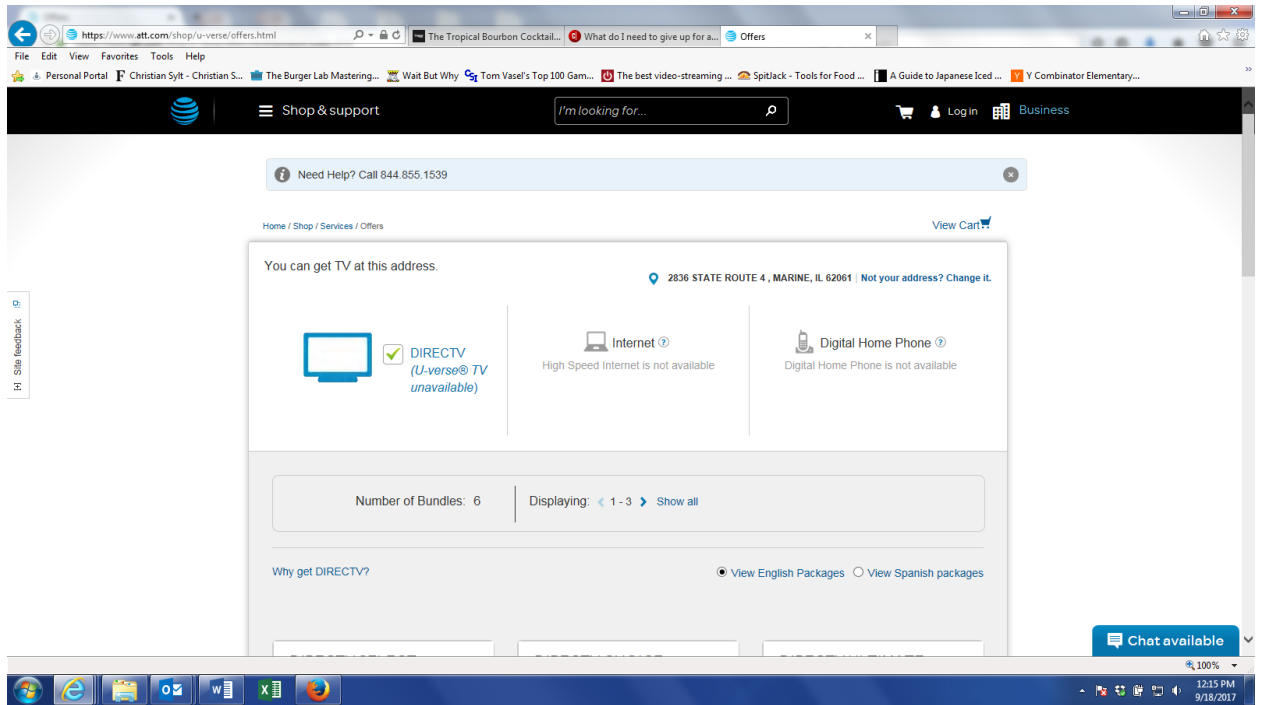 https://www.att.com/shop/u-verse/offers.html
The Tropical Bourbon Cocktail...
What do I need to give up for a...
Offers
File Edit View Favorites Tools Help
Personal Portal
Christian Sylt - Christian S...
The Burger Lab Mastering...
Wait But Why
Tom Vasel's Top 100 Gam...
The best video-streaming ...
SpitJack - Tools for Food ...
A Guide to Japanese Iced ...
Y Combinator Elementary...
Shop & support
I'm looking for...
Log in
Business
Need Help? Call 844.855.1539
Home / Shop / Services / Offers
View Cart
You can get TV at this address.
2836 STATE ROUTE 4 , MARINE, IL 62061 | Not your address? Change it.
Site feedback
[+]
DIRECTV
(U-verse® TV
unavailable)
Internet ?
High Speed Internet is not available
Digital Home Phone ?
Digital Home Phone is not available
Number of Bundles: 6
Displaying: < 1 - 3 > Show all
Why get DIRECTV?
View English Packages
View Spanish packages
Chat available
100%
12:15 PM
9/18/2017